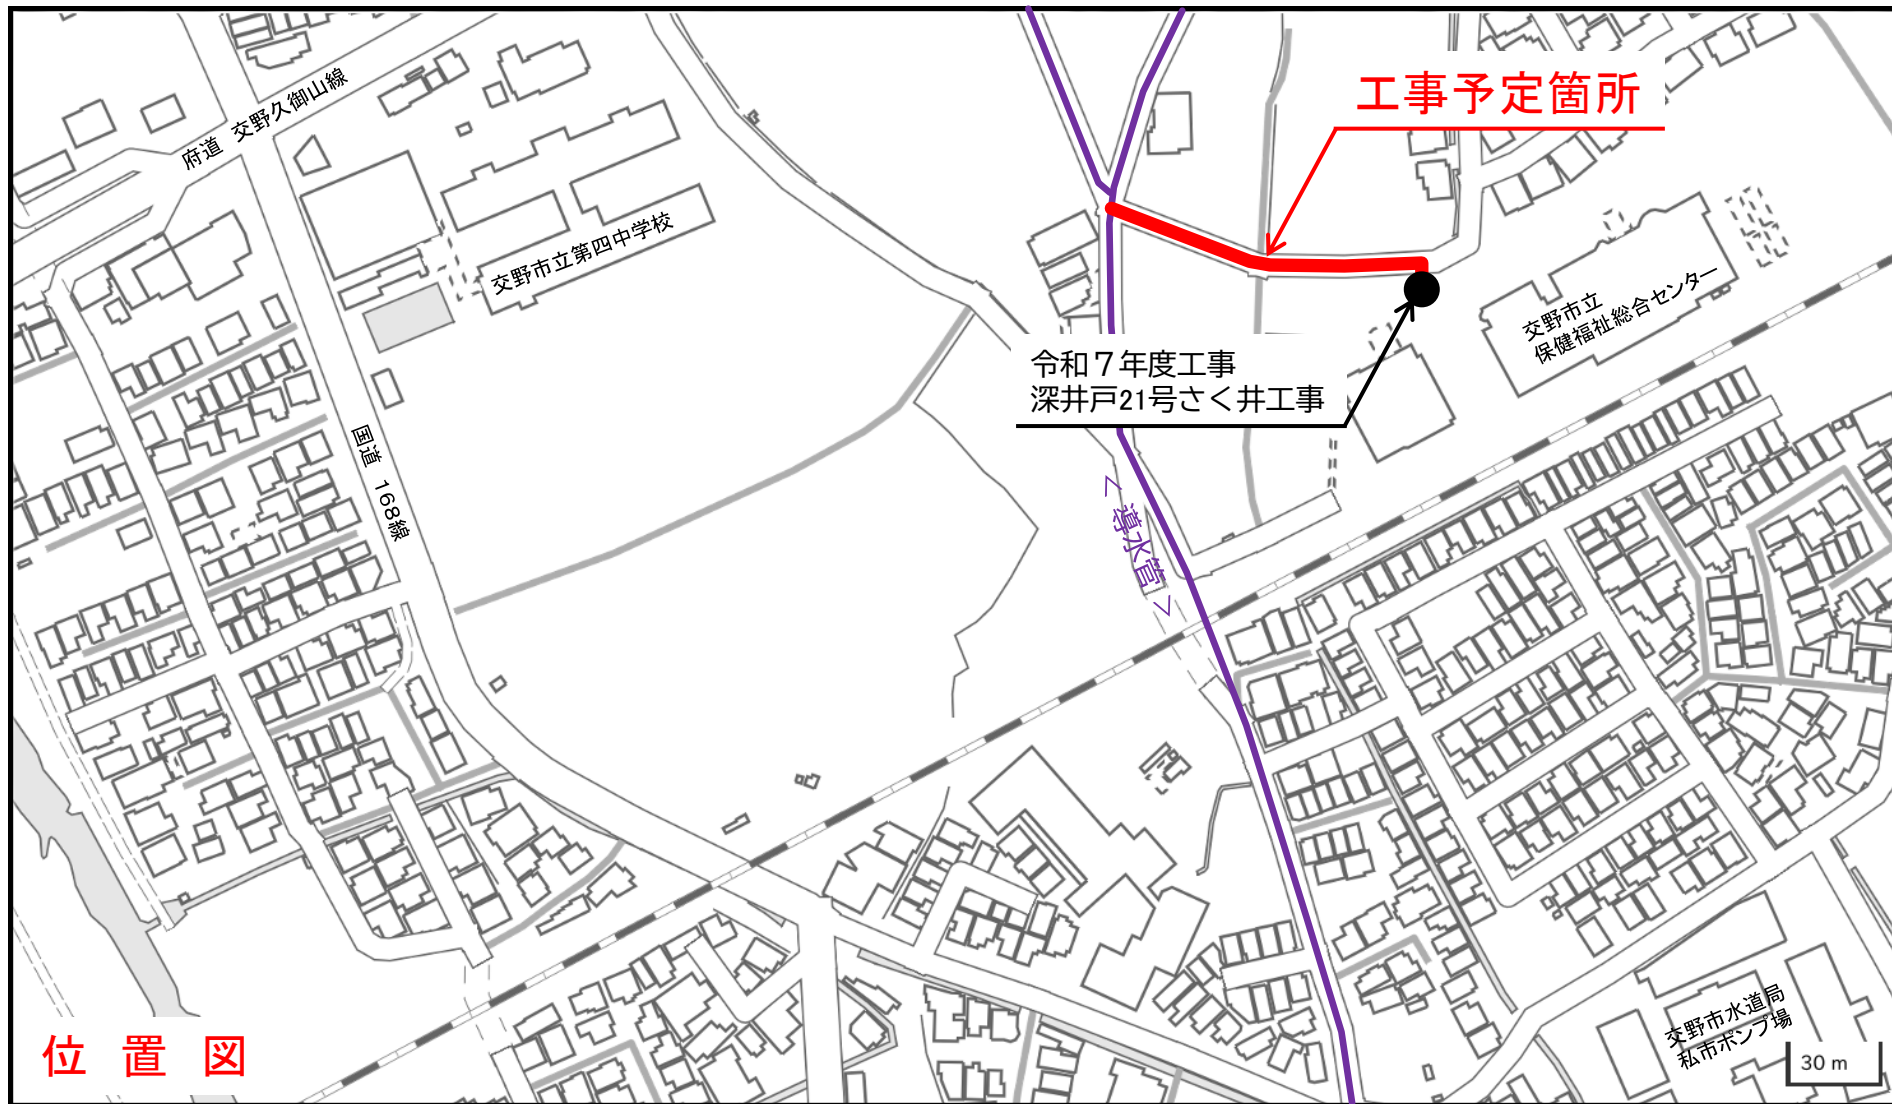 工事予定箇所
府道 交野久御山線
交野市立第四中学校
交野市立
保健福祉総合センター
令和７年度工事
深井戸21号さく井工事
国道 168線
＜導水管＞
交野市水道局
私市ポンプ場
位置図
30 m